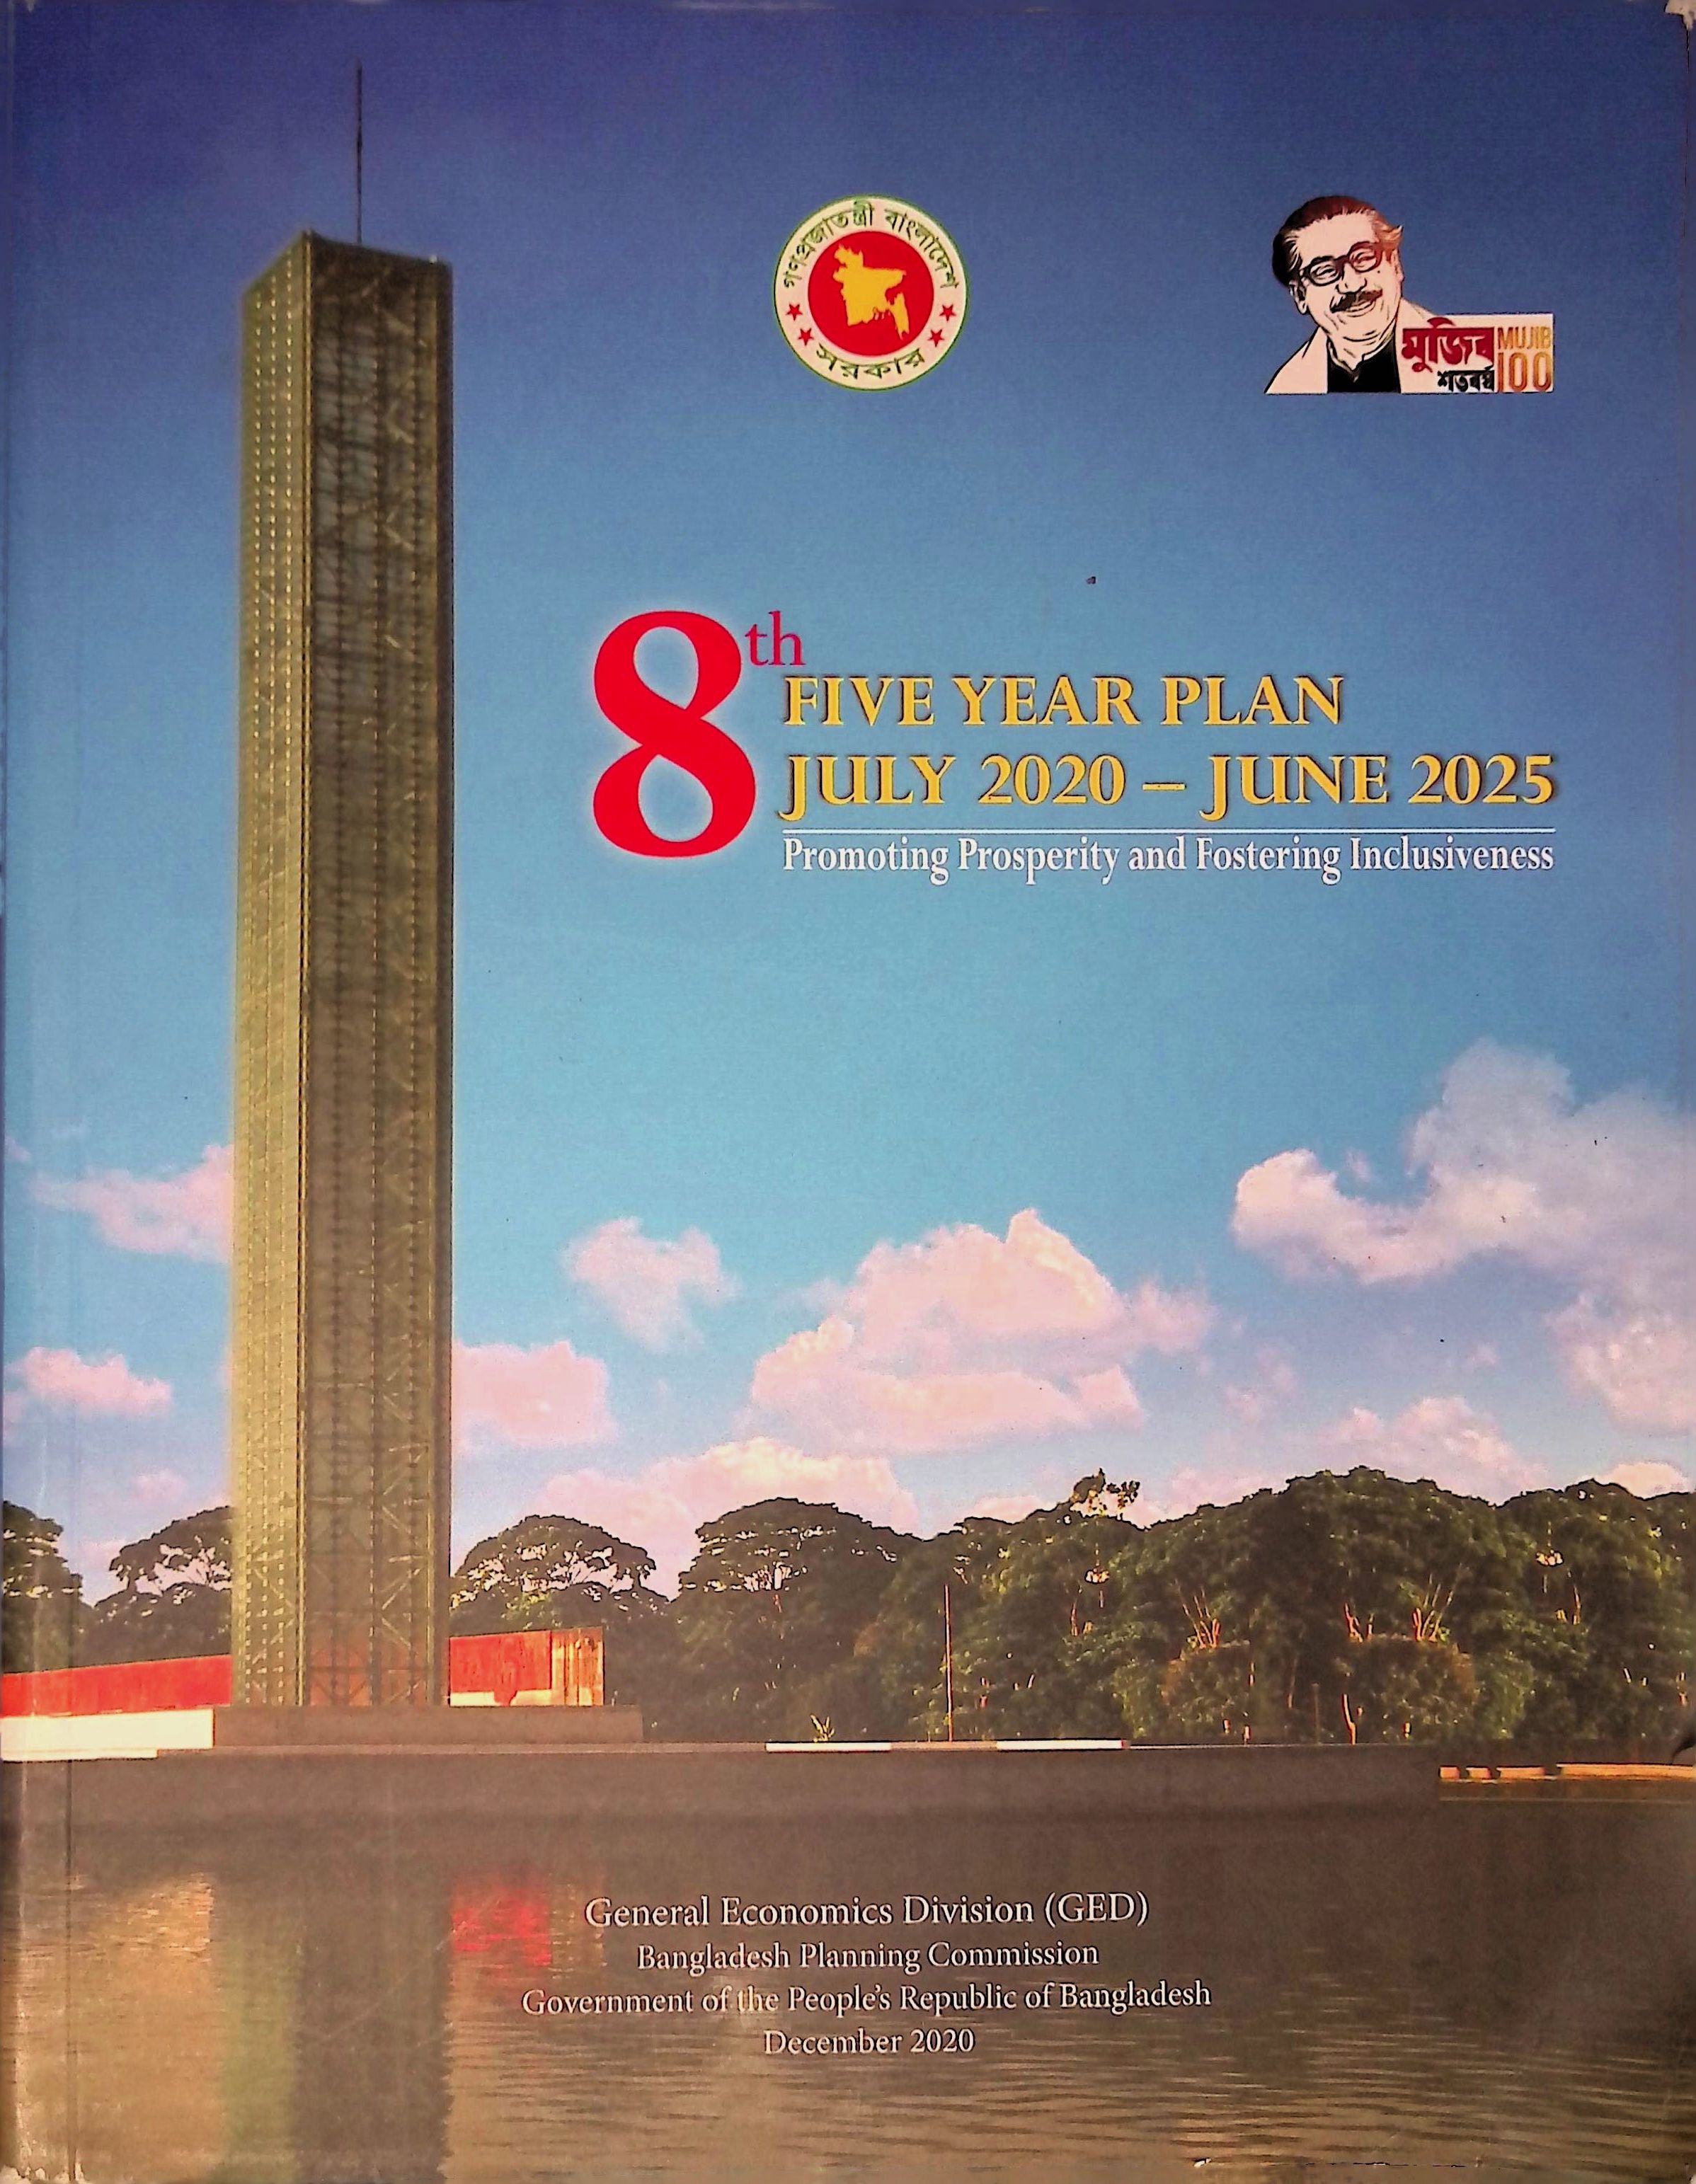 গণপ্রজাতন্ত্রী বাংলাদেশ
সরকার
মুজিব
শতবর্ষ
MUJIB
100
8th
FIVE YEAR PLAN
JULY 2020 – JUNE 2025
Promoting Prosperity and Fostering Inclusiveness
General Economics Division (GED)
Bangladesh Planning Commission
Government of the People's Republic of Bangladesh
December 2020